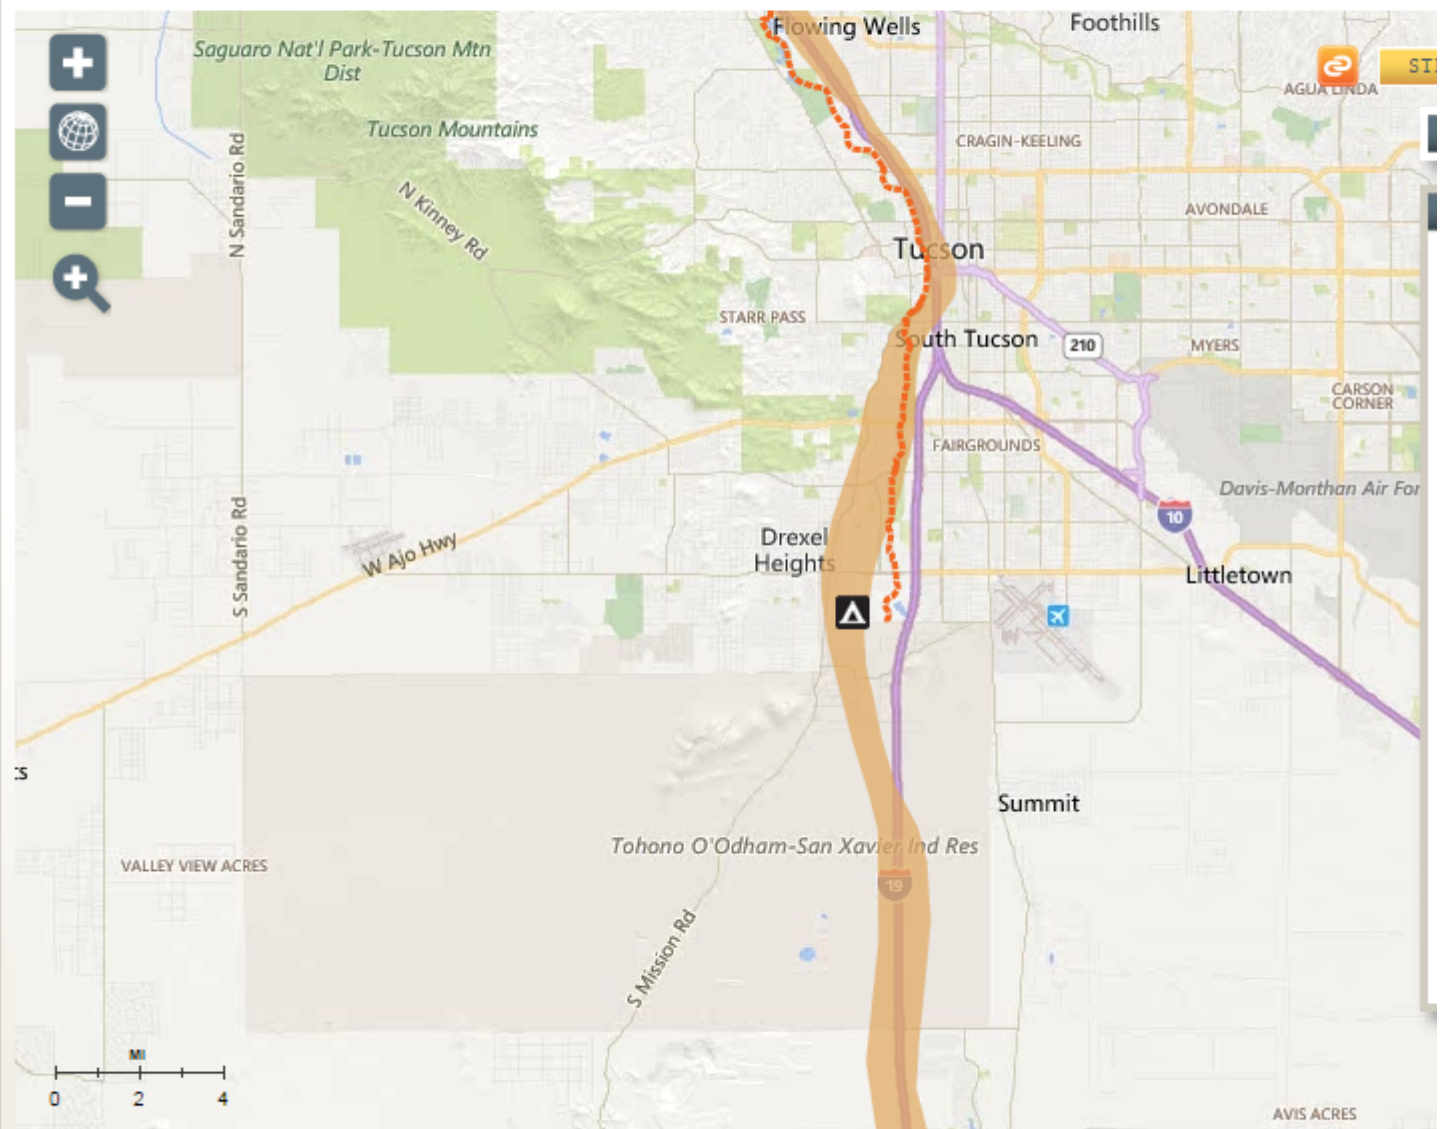 Flowing Wells
Foothills
Saguaro Nat'l Park-Tucson Mtn
Dist
AGUA LINDA
Tucson Mountains
CRAGIN-KEELING
N Sandario Rd
N Kinney Rd
AVONDALE
Tucson
STARR PASS
South Tucson
210
MYERS
CARSON
CORNER
FAIRGROUNDS
Davis-Monthan Air For
10
S Sandario Rd
Drexel
Heights
W Ajo Hwy
Littletown
Summit
Tohono O'Odham-San Xavier Ind Res
VALLEY VIEW ACRES
19
S Mission Rd
MI
0 2 4
AVIS ACRES